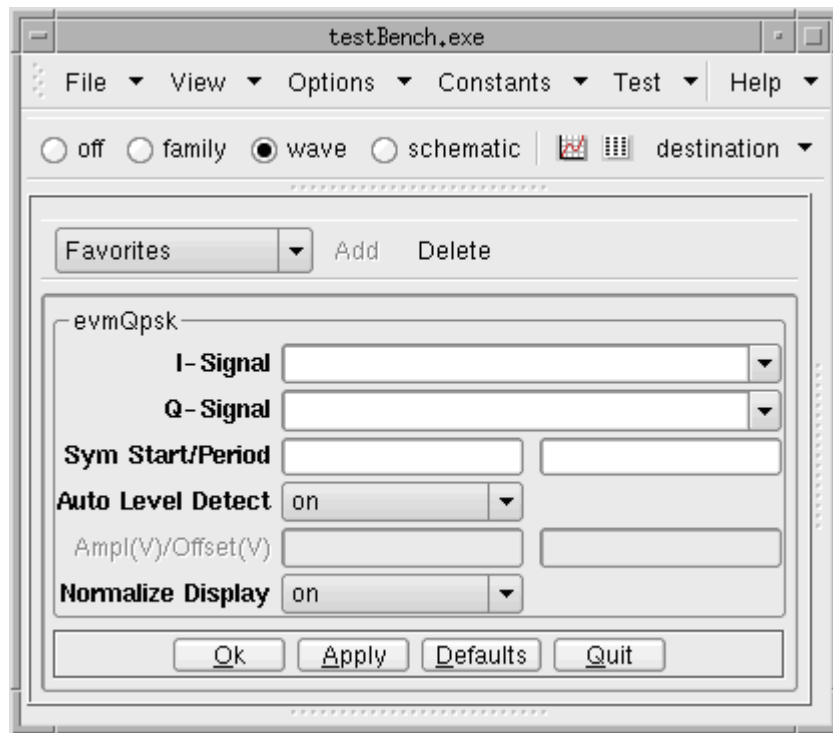 testBench.exe
File View Options Constants Test Help
off family wave schematic destination
Favorites Add Delete
evmQpsk
I-Signal
Q-Signal
Sym Start/Period
Auto Level Detect on
Ampl(V)/Offset(V)
Normalize Display on
Ok Apply Defaults Quit